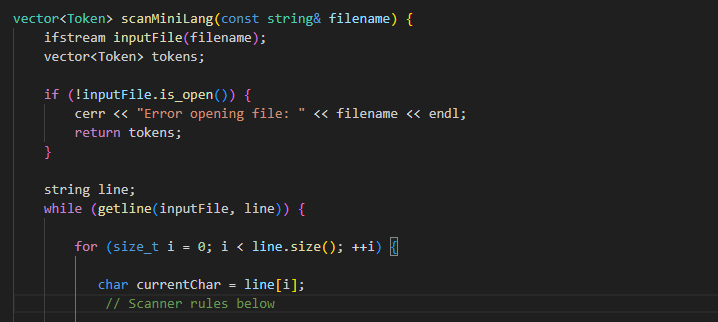 vector<Token> scanMiniLang(const string& filename) {
    ifstream inputFile(filename);
    vector<Token> tokens;

    if (!inputFile.is_open()) {
        cerr << "Error opening file: " << filename << endl;
        return tokens;
    }

    string line;
    while (getline(inputFile, line)) {

        for (size_t i = 0; i < line.size(); ++i) {

           char currentChar = line[i];
            // Scanner rules below